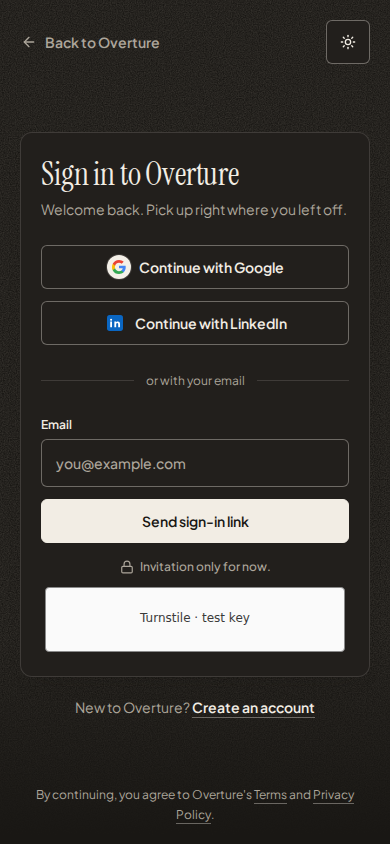 Back to Overture
Sign in to Overture
Welcome back. Pick up right where you left off.
Continue with Google
Continue with LinkedIn
or with your email
Email
you@example.com
Send sign-in link
Invitation only for now.
Turnstile · test key
New to Overture? Create an account
By continuing, you agree to Overture's Terms and Privacy
Policy.